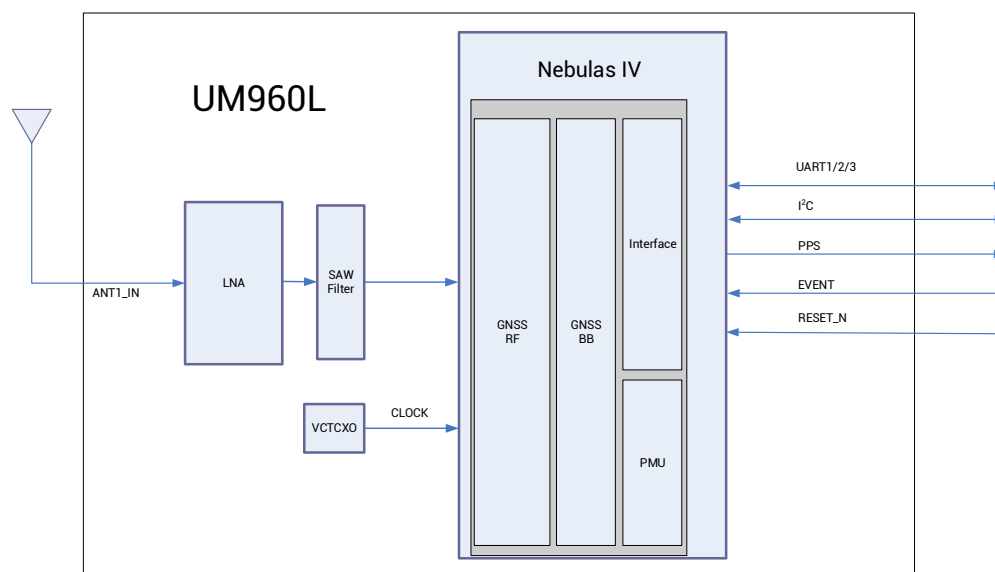 Nebulas IV
UM960L
UART1/2/3
I²C
Interface
PPS
SAW
Filter
LNA
EVENT
ANT1_IN
RESET_N
GNSS
RF
GNSS
BB
CLOCK
VCTCXO
PMU